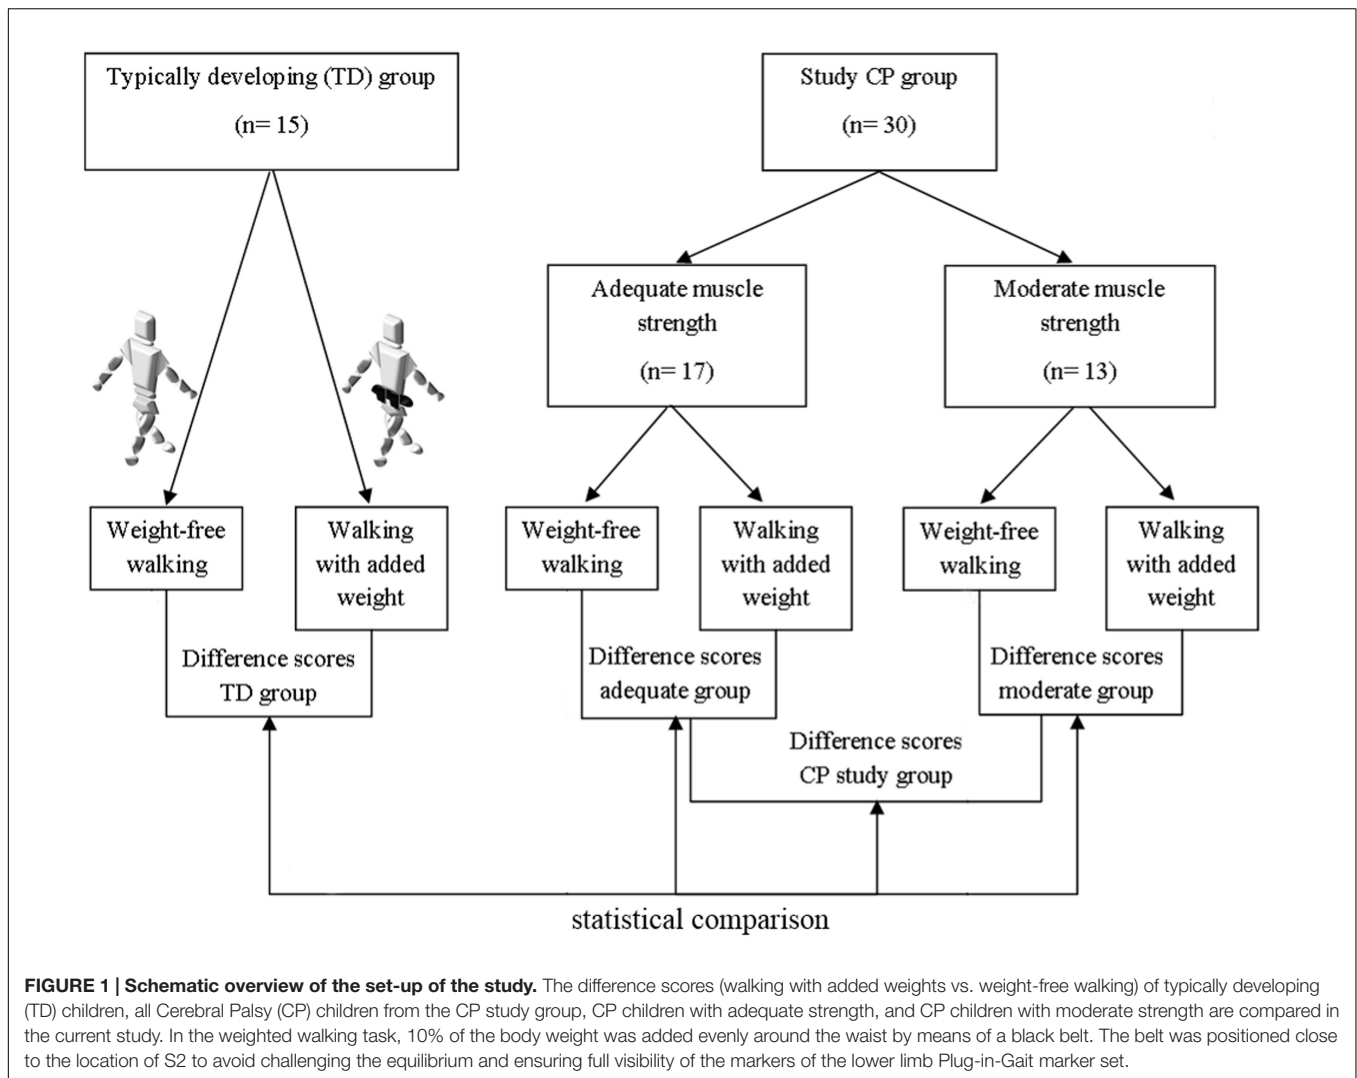 Typically developing (TD) group
(n= 15)
Study CP group
(n= 30)
Adequate muscle
strength
(n= 17)
Moderate muscle
strength
(n= 13)
Weight-free
walking
Walking
with added
weight
Weight-free
walking
Walking
with added
weight
Weight-free
walking
Walking
with added
weight
Difference scores
TD group
Difference scores
adequate group
Difference scores
moderate group
Difference scores
CP study group
statistical comparison
FIGURE 1 | Schematic overview of the set-up of the study. The difference scores (walking with added weights vs. weight-free walking) of typically developing
(TD) children, all Cerebral Palsy (CP) children from the CP study group, CP children with adequate strength, and CP children with moderate strength are compared in
the current study. In the weighted walking task, 10% of the body weight was added evenly around the waist by means of a black belt. The belt was positioned close
to the location of S2 to avoid challenging the equilibrium and ensuring full visibility of the markers of the lower limb Plug-in-Gait marker set.